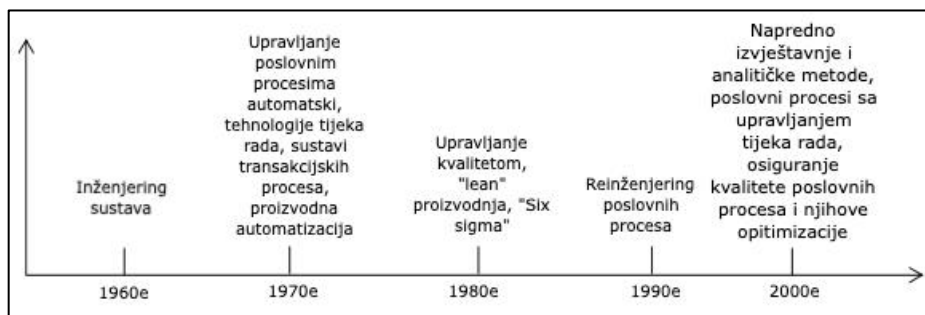 Inženjering
sustava
Upravljanje
poslovnim
procesima
automatski,
tehnologije tijeka
rada, sustavi
transakcijskih
procesa,
proizvodna
automatizacija
Upravljanje
kvalitetom,
"lean"
proizvodnja, "Six
sigma"
Reinženjering
poslovnih
procesa
Napredno
izvještavnje i
analitičke metode,
poslovni procesi sa
upravljanjem
tijeka rada,
osiguranje
kvalitete poslovnih
procesa i njihove
opitimizacije
1960e
1970e
1980e
1990e
2000e